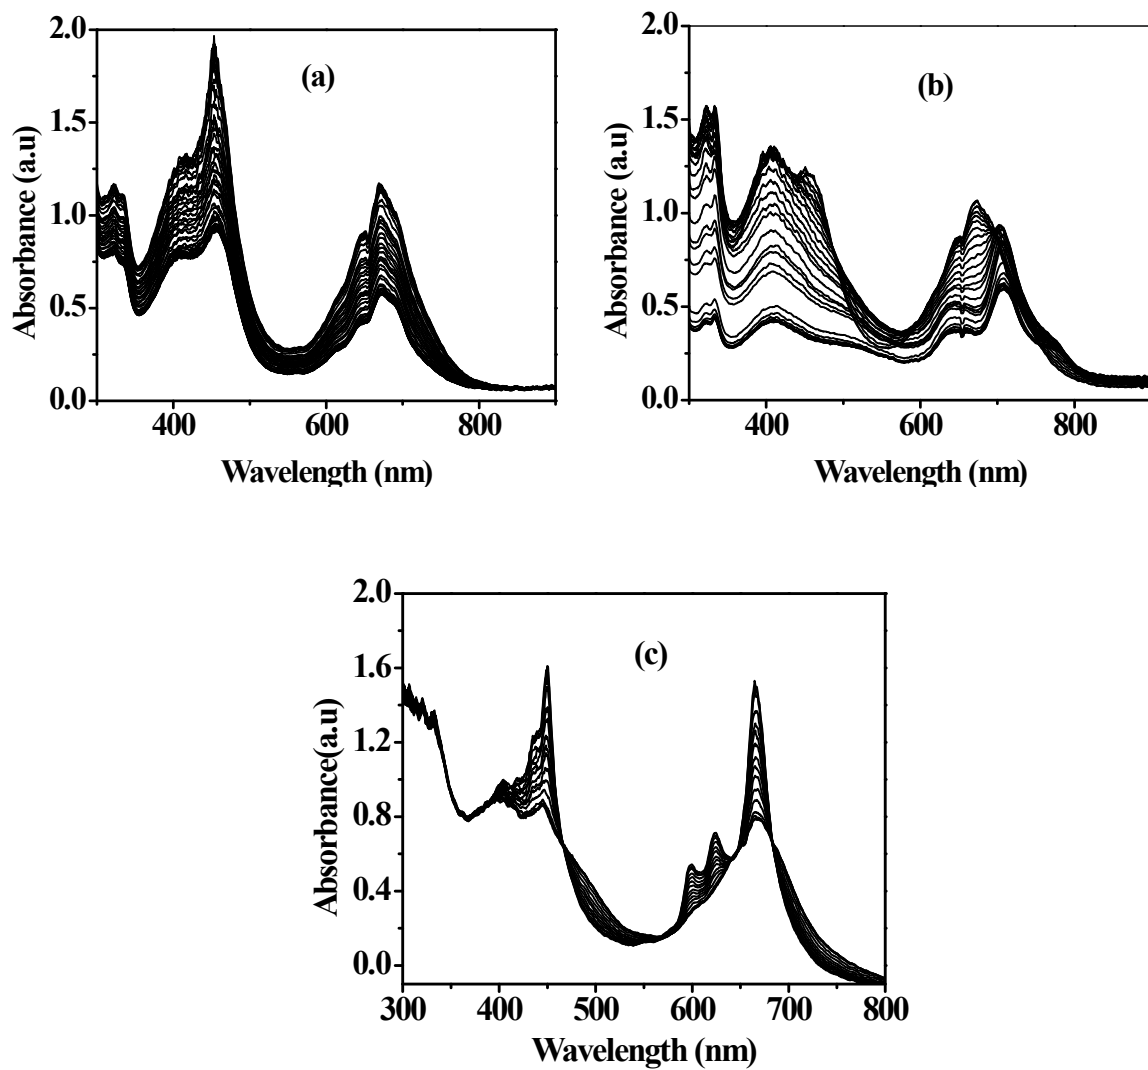 (a)
2.0
1.5
1.0
0.5
0.0
Absorbance (a.u)
400 600 800
Wavelength (nm)
(b)
2.0
1.5
1.0
0.5
0.0
Absorbance (a.u)
400 600 800
Wavelength (nm)
(c)
2.0
1.6
1.2
0.8
0.4
0.0
Absorbance(a.u)
300 400 500 600 700 800
Wavelength (nm)